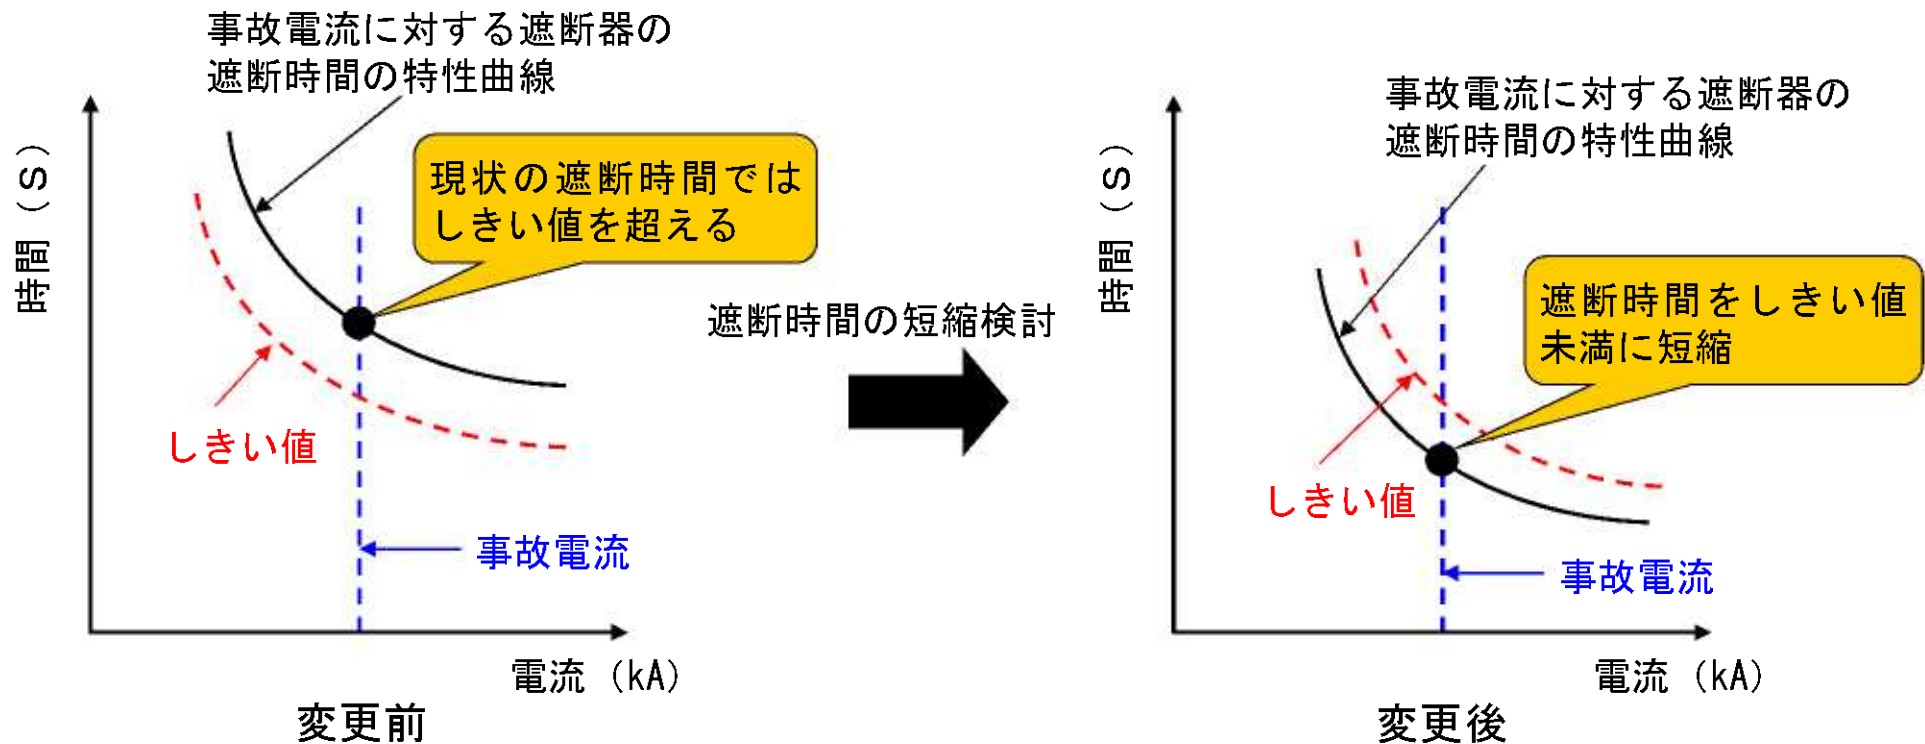 事故電流に対する遮断器の
遮断時間の特性曲線
現状の遮断時間では
しきい値を超える
時間（S）
しきい値
事故電流
電流（kA）
変更前
遮断時間の短縮検討
事故電流に対する遮断器の
遮断時間の特性曲線
遮断時間をしきい値
未満に短縮
時間（S）
しきい値
事故電流
電流（kA）
変更後